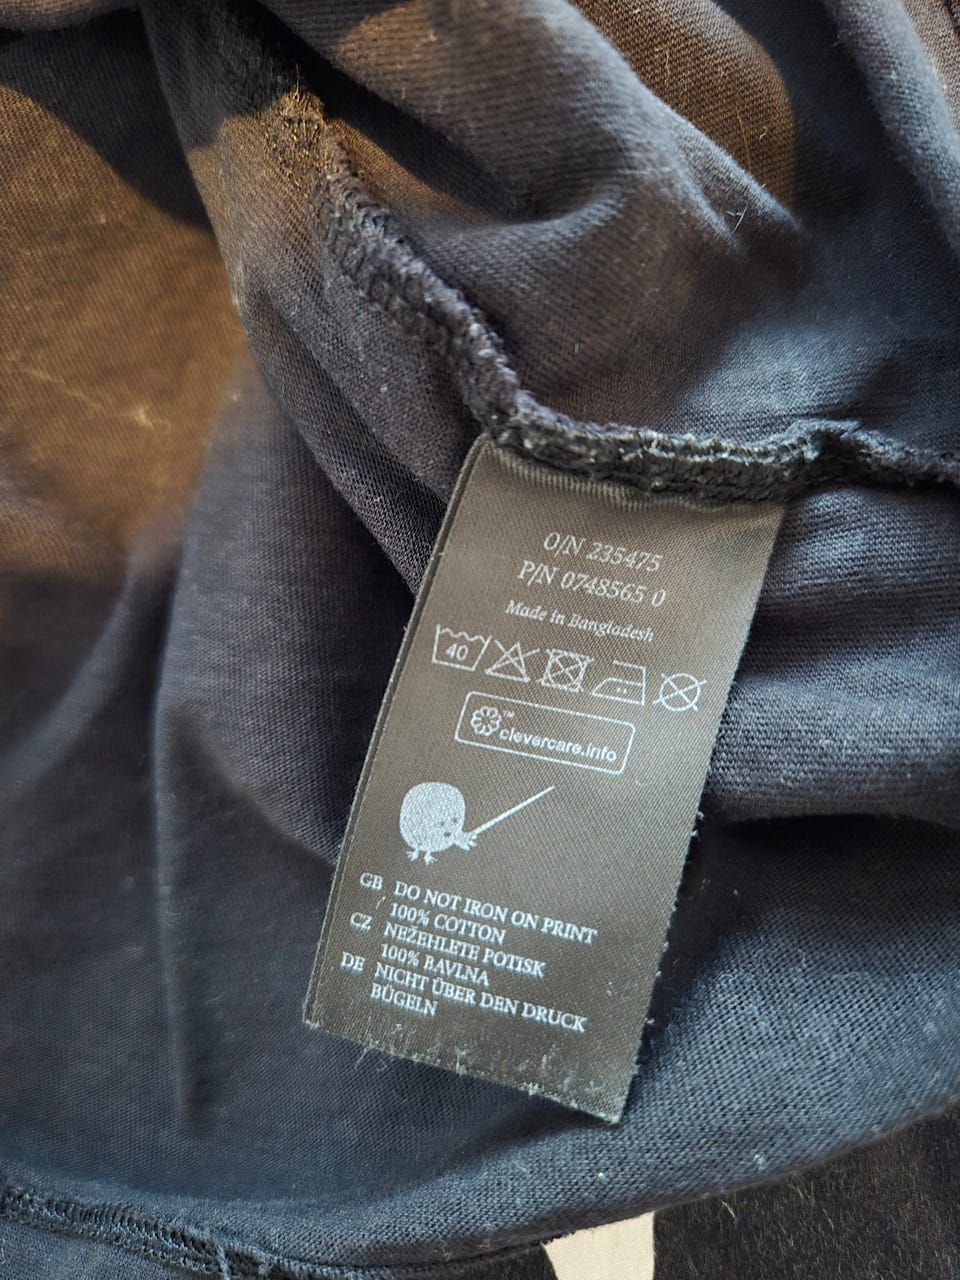 O/N 235475
P/N 0748565 0
Made in Bangladesh
40
clevercare.info
GB DO NOT IRON ON PRINT
100% COTTON
CZ NEŽEHLETE POTISK
100% BAVLNA
DE NICHT ÜBER DEN DRUCK
BÜGELN